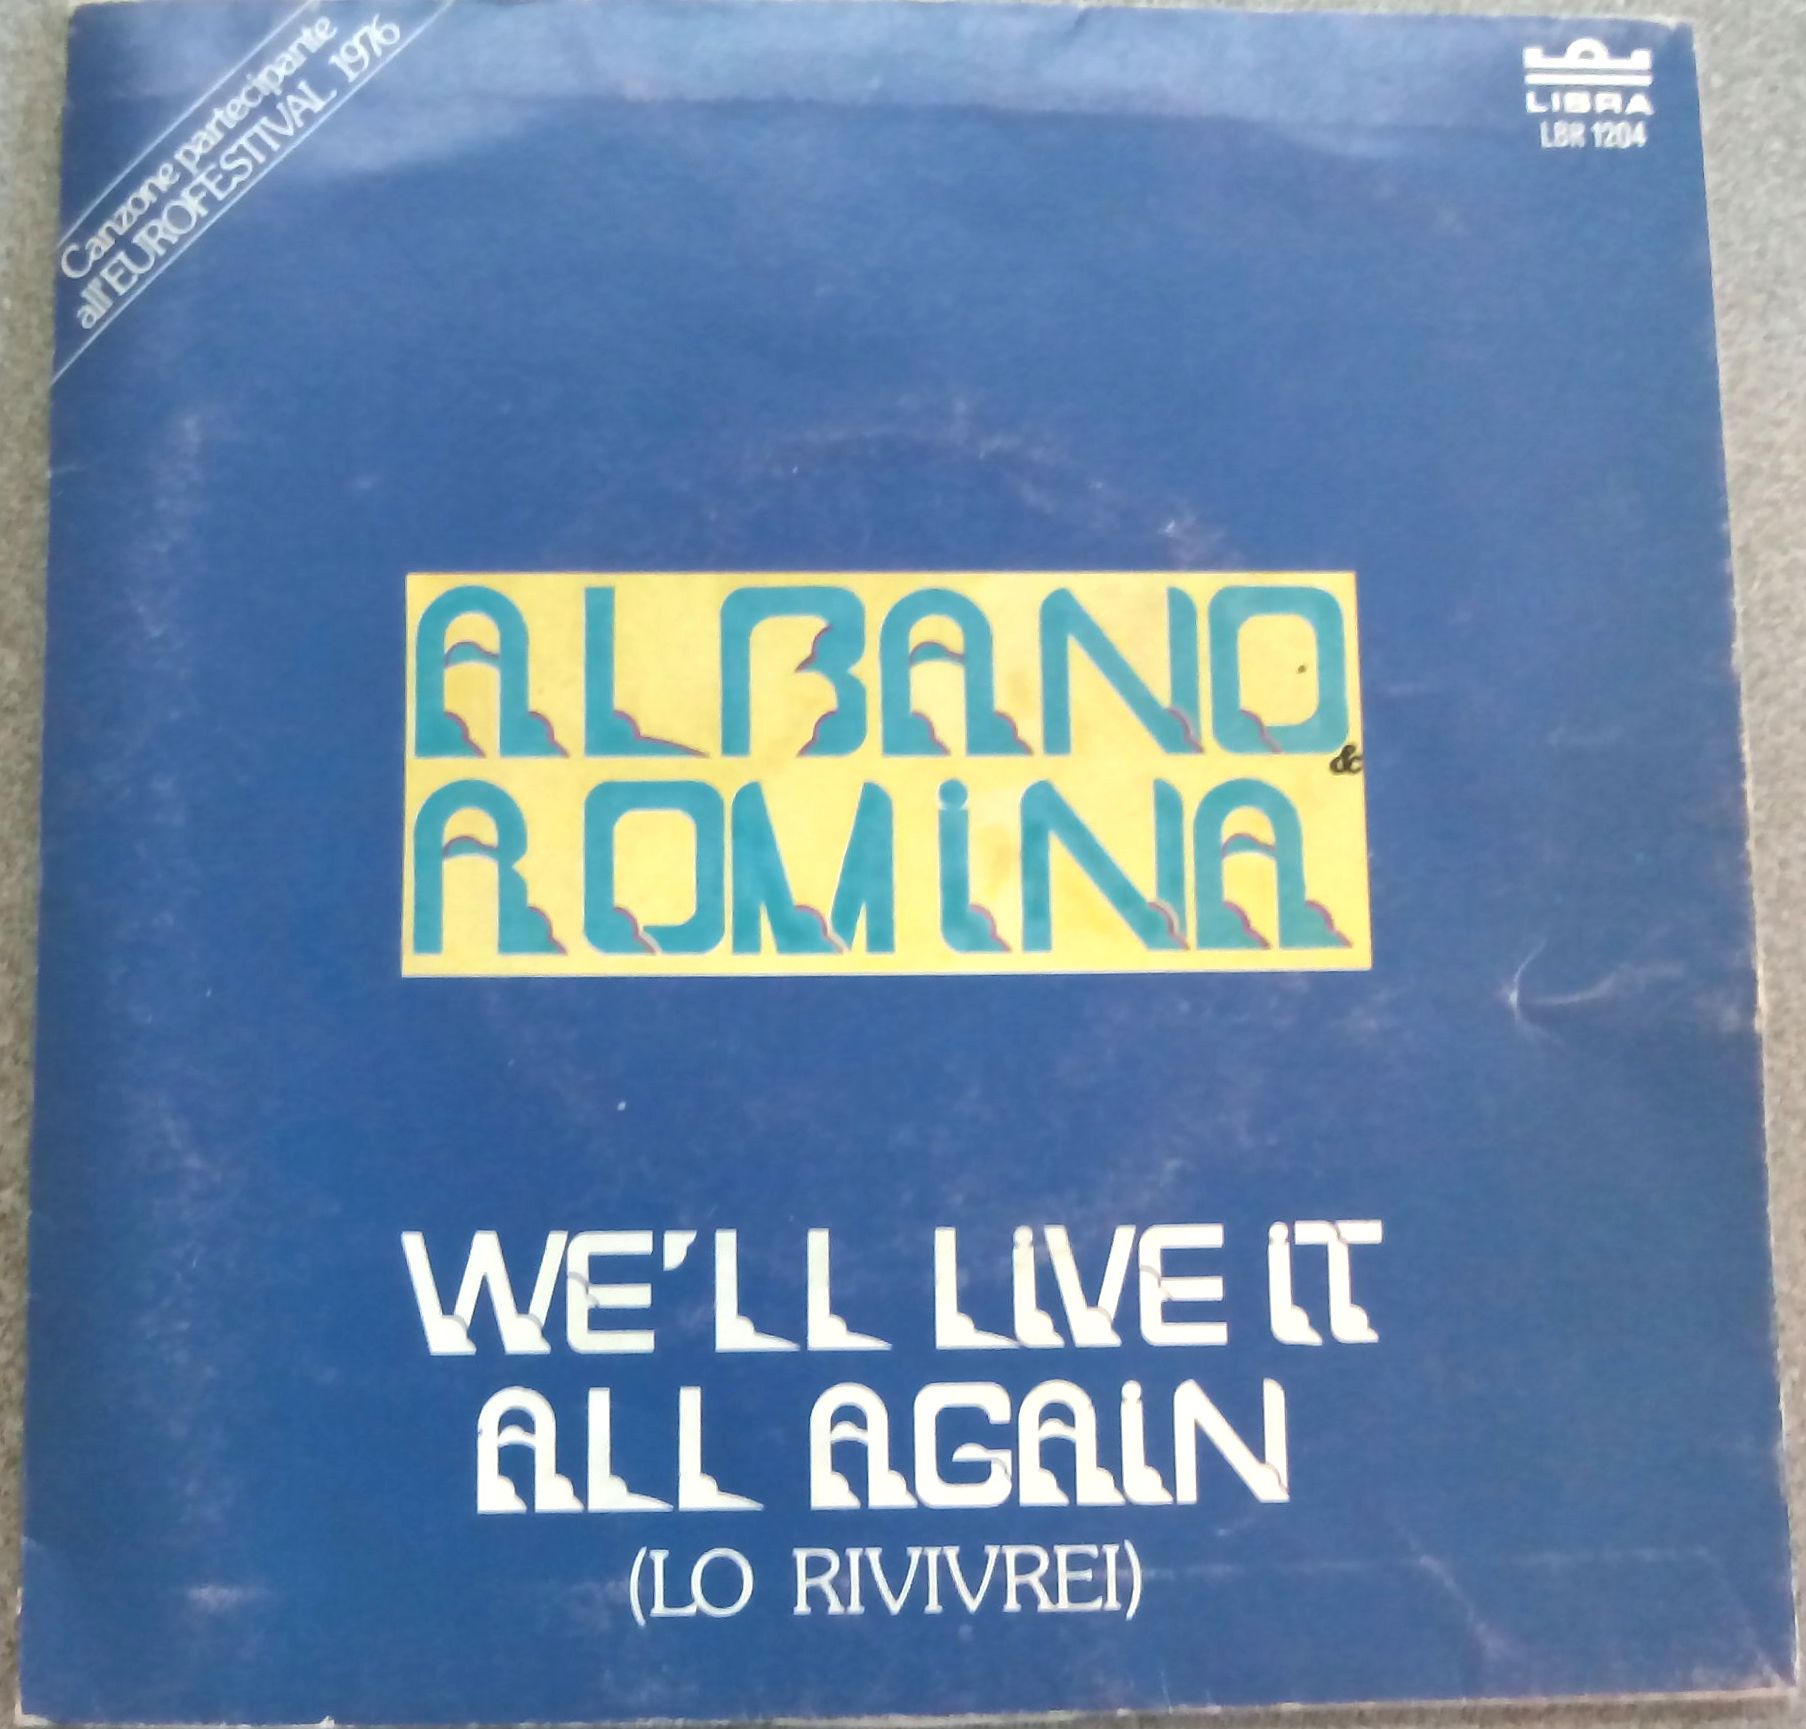 Canzone partecipante
all'EUROFESTIVAL 1976
LIBRA
LBR 1204
ALBANO
&
ROMiNA
WE'LL LiVE iT
ALL AGAiN
(LO RIVIVREI)